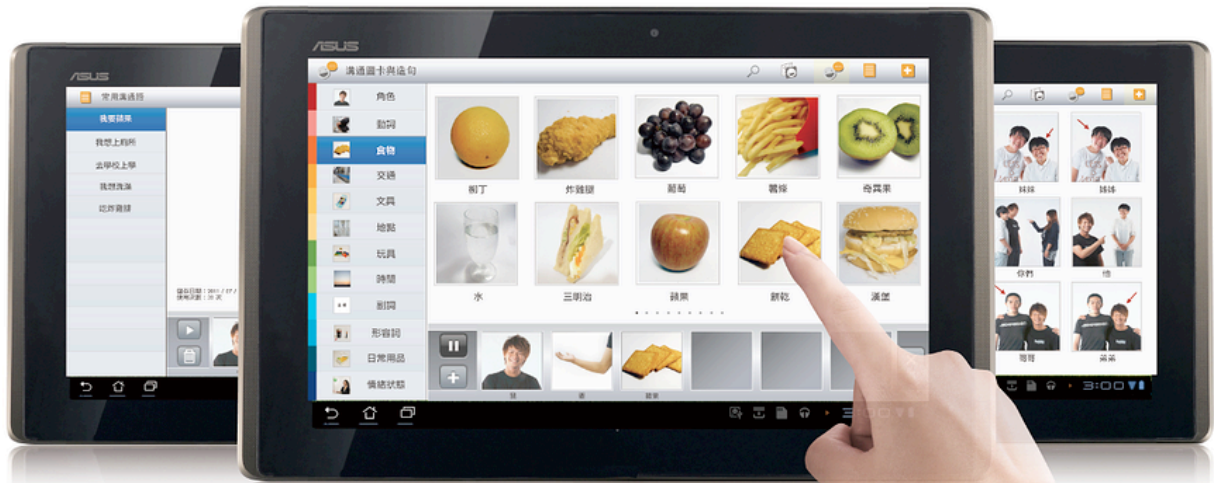 ASUS
常用溝通語
我要蘋果
我想上廁所
去學校上學
我想洗澡
吃炸雞腿
ASUS
溝通圖卡與造句
角色
動詞
食物
交通
文具
地點
玩具
時間
副詞
形容詞
日常用品
情緒狀態
柳丁
炸雞腿
葡萄
薯條
奇異果
水
三明治
蘋果
餅乾
漢堡
妹妹
姊姊
你們
他
哥哥
弟弟
3:00